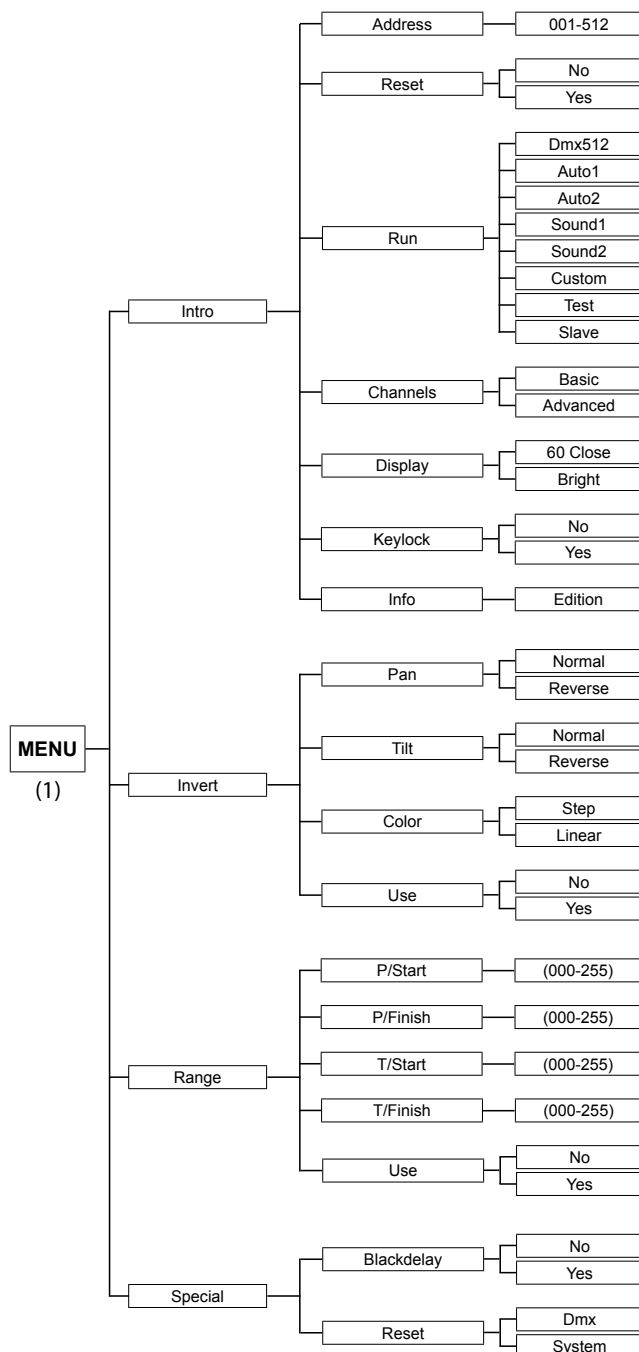 MENU
(1)
Intro
Address
001-512
Reset
No
Yes
Run
Dmx512
Auto1
Auto2
Sound1
Sound2
Custom
Test
Slave
Channels
Basic
Advanced
Display
60 Close
Bright
Keylock
No
Yes
Info
Edition
Invert
Pan
Normal
Reverse
Tilt
Normal
Reverse
Color
Step
Linear
Use
No
Yes
Range
P/Start
(000-255)
P/Finish
(000-255)
T/Start
(000-255)
T/Finish
(000-255)
Use
No
Yes
Special
Blackdelay
No
Yes
Reset
Dmx
System